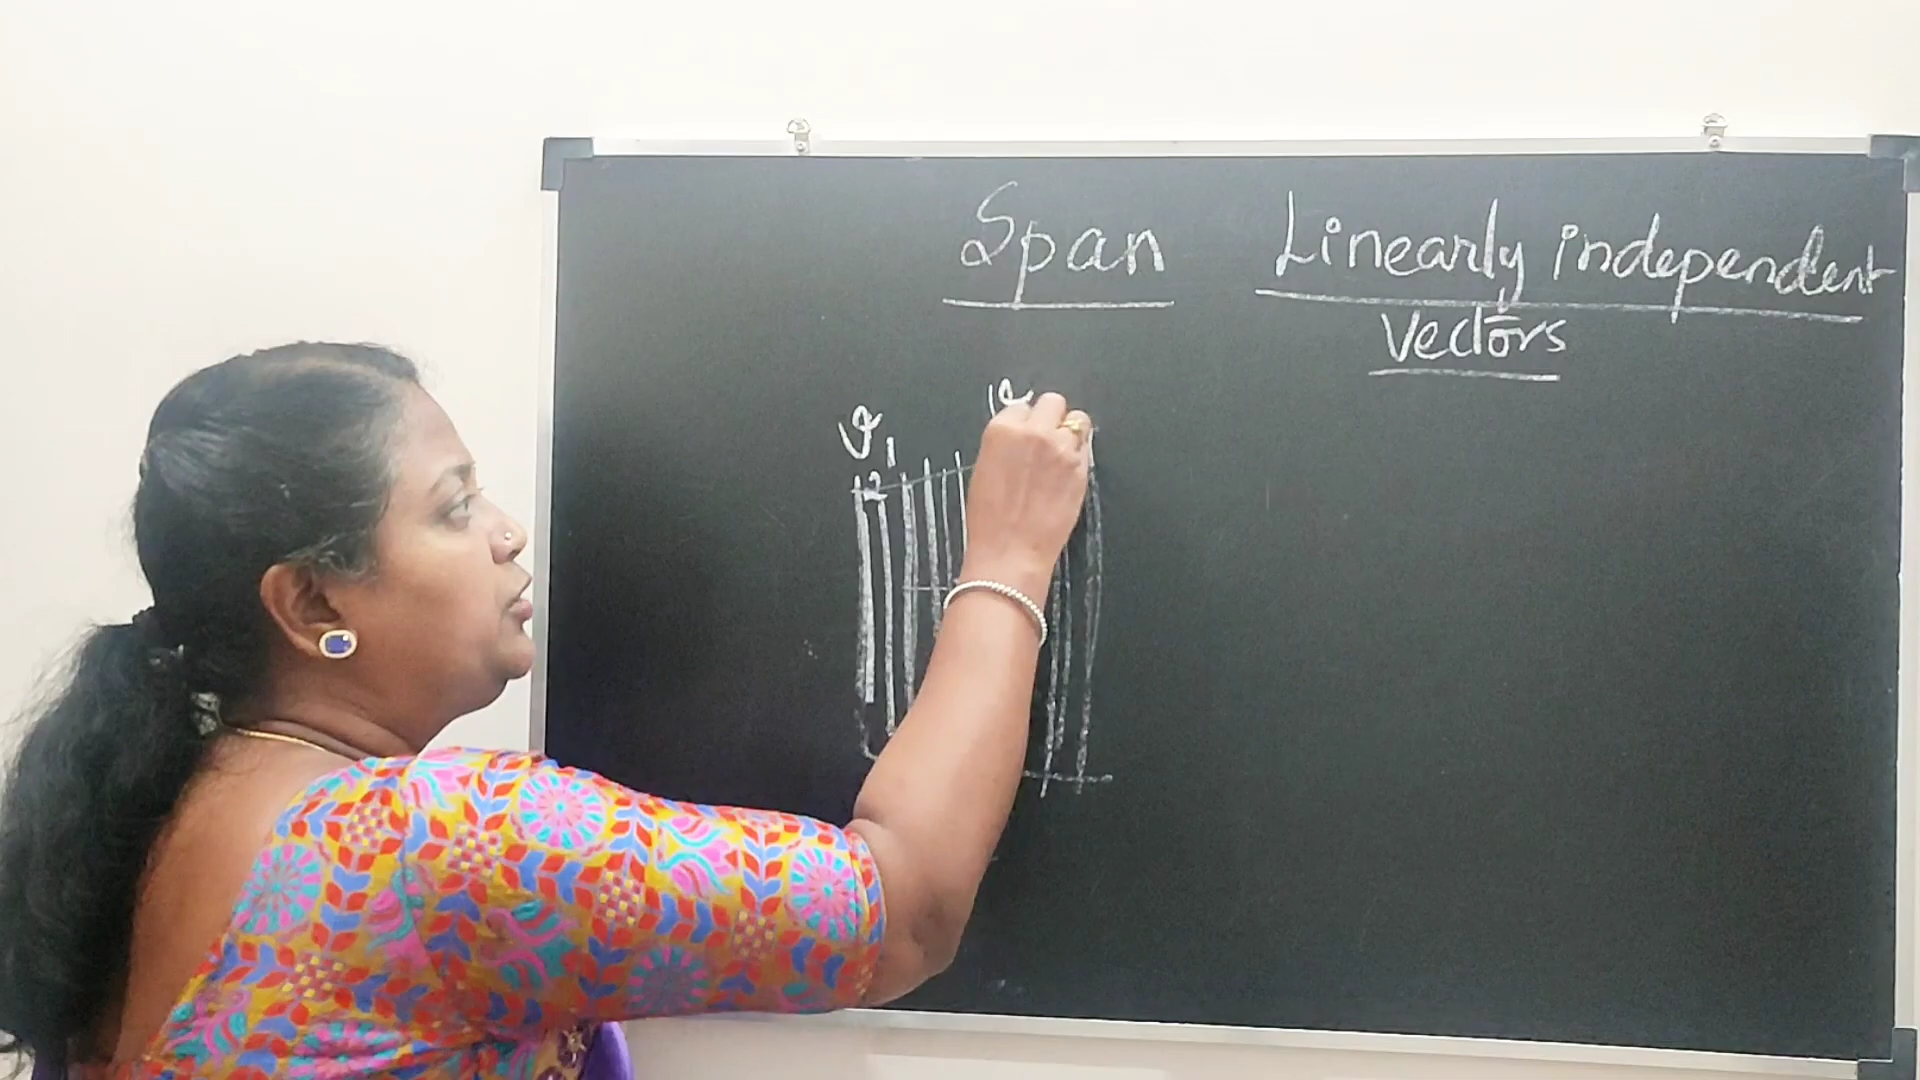 Span
Linearly independent
vectors
v
v₁